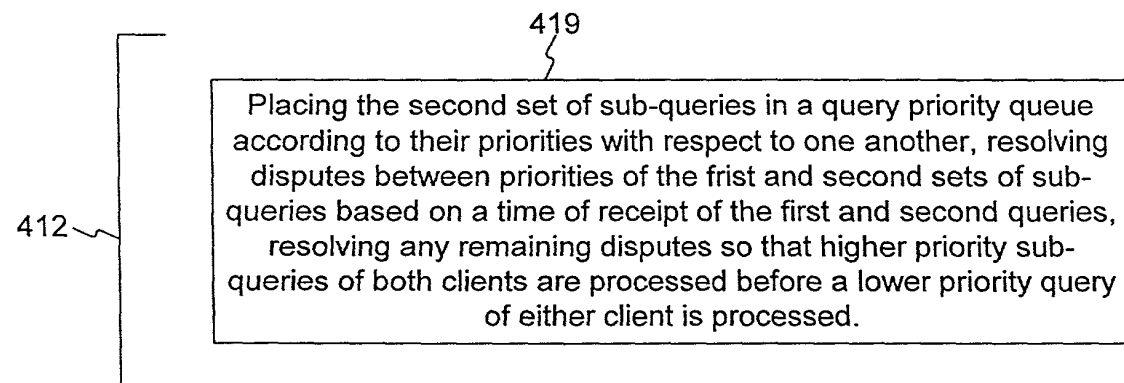 419
Placing the second set of sub-queries in a query priority queue
according to their priorities with respect to one another, resolving
disputes between priorities of the frist and second sets of sub-
queries based on a time of receipt of the first and second queries,
412
resolving any remaining disputes so that higher priority sub-
queries of both clients are processed before a lower priority query
of either client is processed.